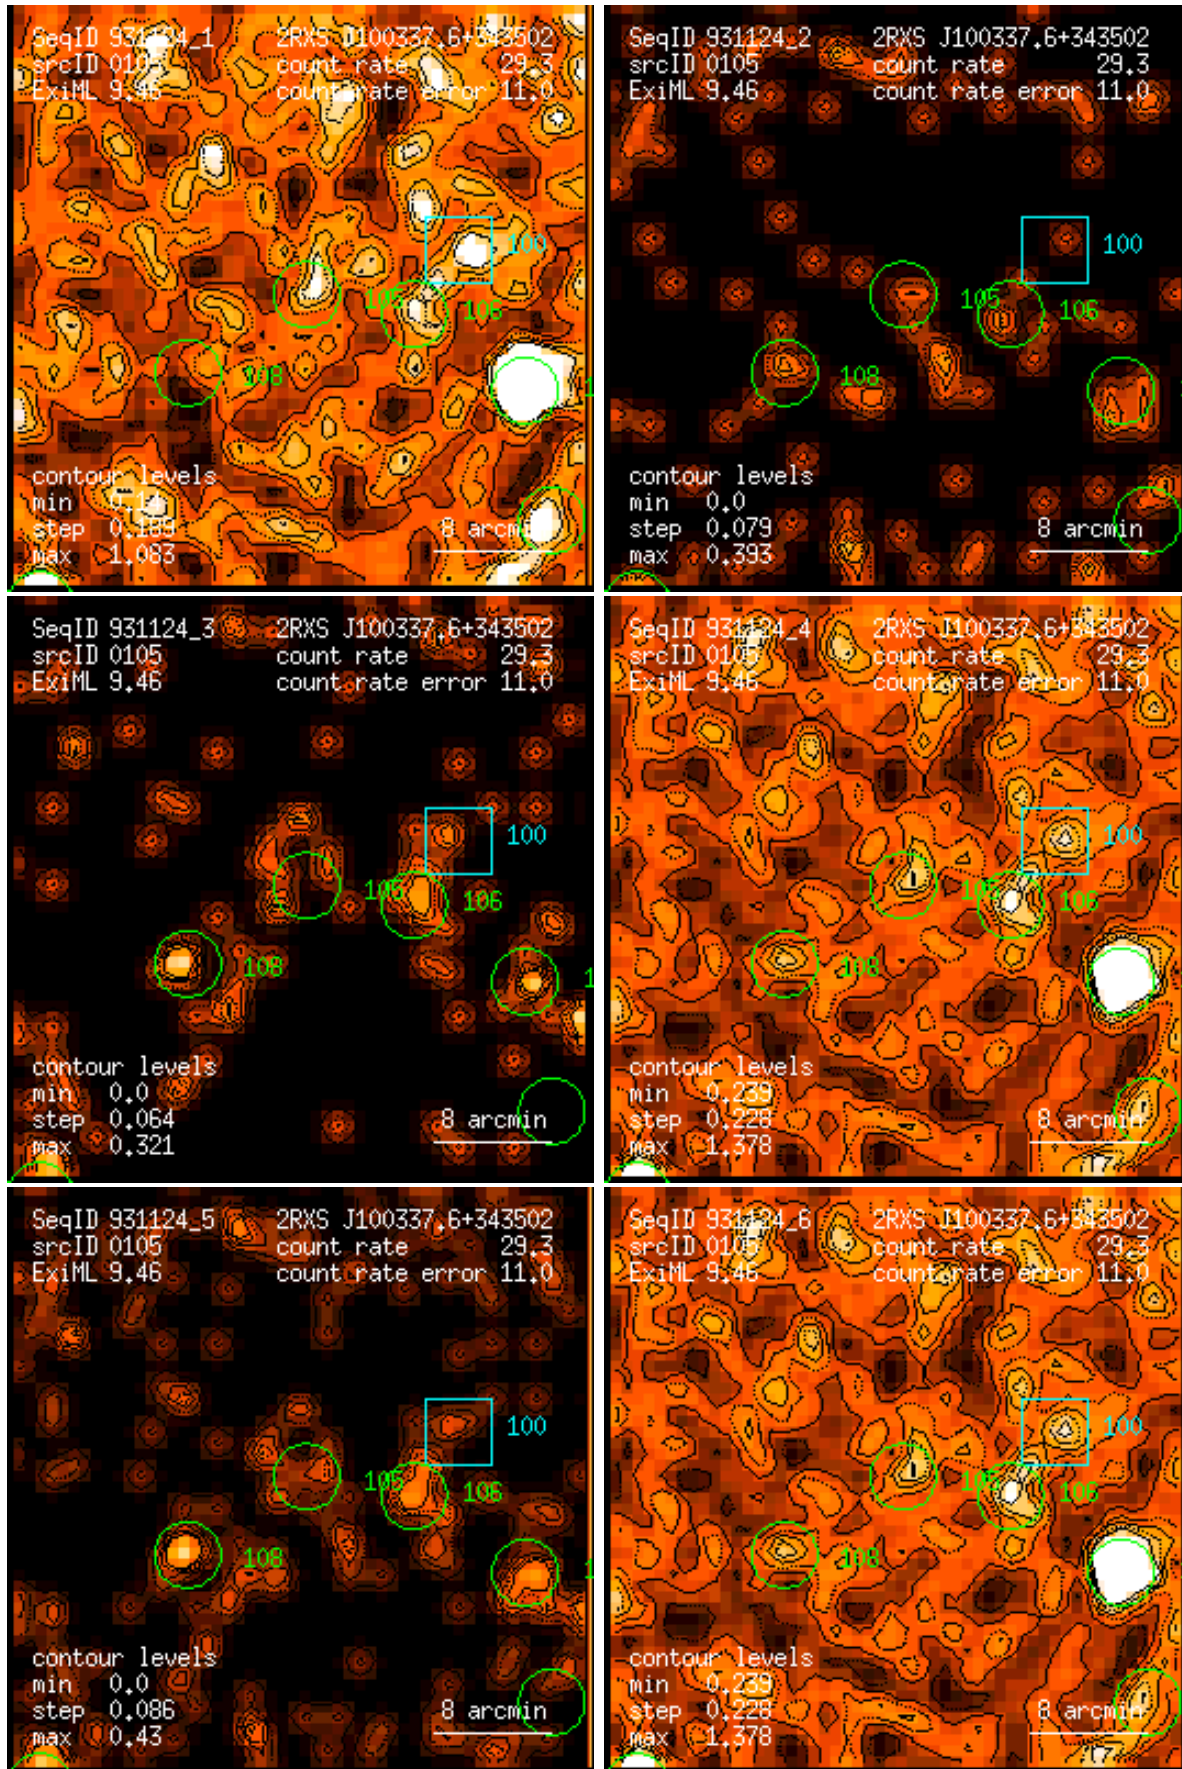 SeqID 931124_1 2RXS J100337.6+343502
srcID 0105 count rate 29.3
ExiML 9.46 count rate error 11.0
100
105 106
108
1
contour levels
min 0.14
step 0.189
max 1.083
8 arcmin
SeqID 931124_2 2RXS J100337.6+343502
srcID 0105 count rate 29.3
ExiML 9.46 count rate error 11.0
100
105 106
108
contour levels
min 0.0
step 0.079
max 0.393
8 arcmin
SeqID 931124_3 2RXS J100337.6+343502
srcID 0105 count rate 29.3
ExiML 9.46 count rate error 11.0
100
105 106
108
1
contour levels
min 0.0
step 0.064
max 0.321
8 arcmin
SeqID 931124_4 2RXS J100337.6+343502
srcID 0105 count rate 29.3
ExiML 9.46 count rate error 11.0
100
105 106
108
contour levels
min 0.239
step 0.228
max 1.378
8 arcmin
SeqID 931124_5 2RXS J100337.6+343502
srcID 0105 count rate 29.3
ExiML 9.46 count rate error 11.0
100
105 106
108
1
contour levels
min 0.0
step 0.086
max 0.43
8 arcmin
SeqID 931124_6 2RXS J100337.6+343502
srcID 0105 count rate 29.3
ExiML 9.46 count rate error 11.0
100
105 106
108
contour levels
min 0.239
step 0.228
max 1.378
8 arcmin